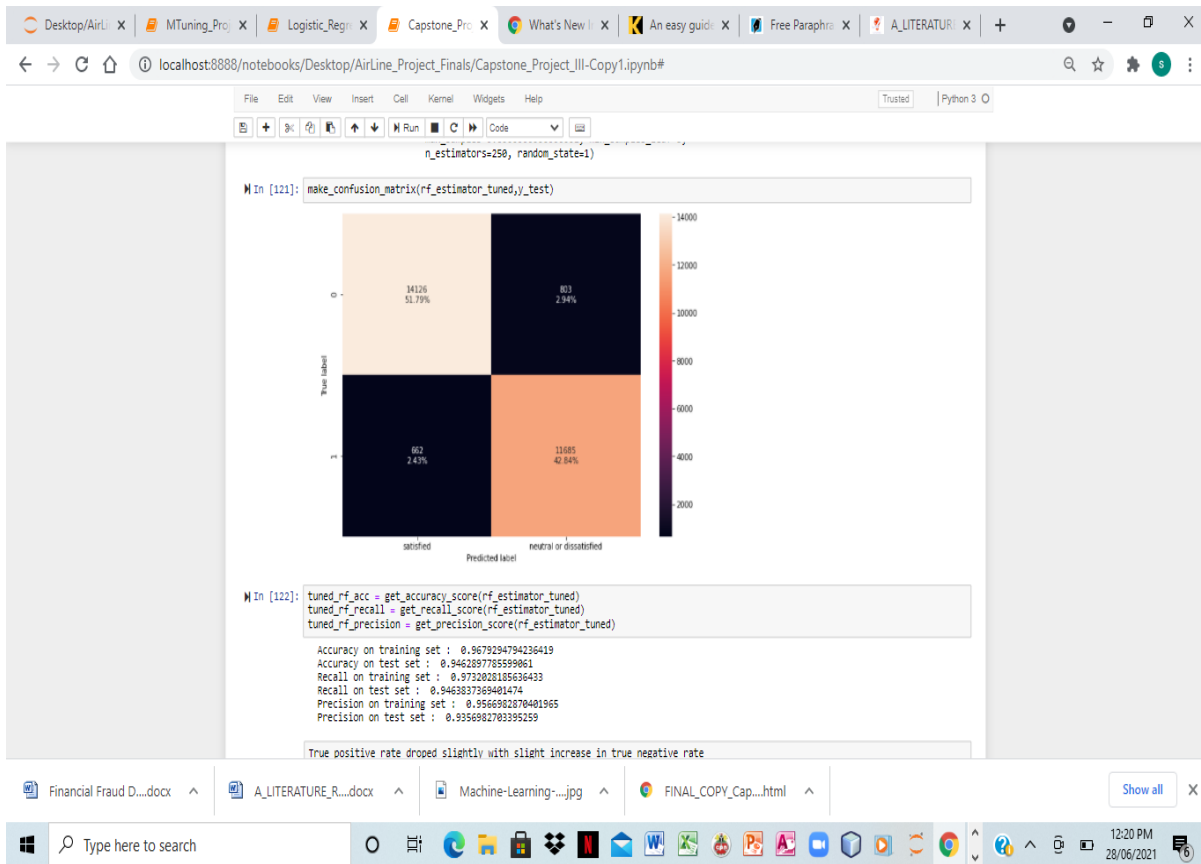 Desktop/AirLi
MTuning_Proj
Logistic_Regr
Capstone_Pro
What's New I
An easy guide
Free Paraphra
A_LITERATURE
localhost:8888/notebooks/Desktop/AirLine_Project_Finals/Capstone_Project_III-Copy1.ipynb#
S
File Edit View Insert Cell Kernel Widgets Help
Trusted Python 3
Run Code
n_estimators=250, random_state=1)
In [121]: make_confusion_matrix(rf_estimator_tuned,y_test)
14126
51.79%
803
2.94%
662
2.43%
11685
42.84%
0
1
True label
satisfied neutral or dissatisfied
Predicted label
14000
12000
10000
8000
6000
4000
2000
In [122]: tuned_rf_acc = get_accuracy_score(rf_estimator_tuned)
tuned_rf_recall = get_recall_score(rf_estimator_tuned)
tuned_rf_precision = get_precision_score(rf_estimator_tuned)
Accuracy on training set : 0.9679294794236419
Accuracy on test set : 0.9462897785599061
Recall on training set : 0.9732028185636433
Recall on test set : 0.9463837369401474
Precision on training set : 0.9566982870401965
Precision on test set : 0.9356982703395259
True positive rate droped slightly with slight increase in true negative rate
Financial Fraud D....docx
A_LITERATURE_R....docx
Machine-Learning-....jpg
FINAL_COPY_Cap....html
Show all
Type here to search
12:20 PM
28/06/2021
6